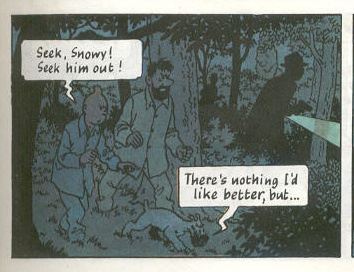 Seek, Snowy!
Seek him out!
There's nothing I'd
like better, but...